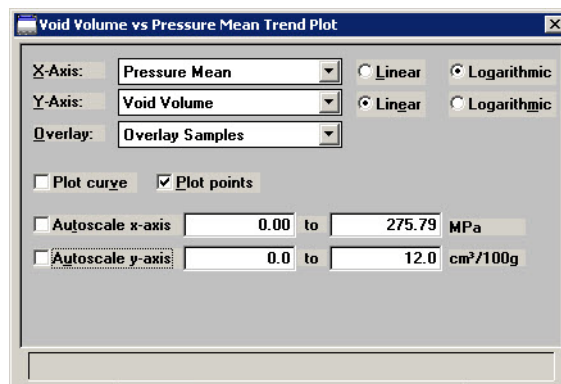 Void Volume vs Pressure Mean Trend Plot
X-Axis: Pressure Mean Linear Logarithmic
Y-Axis: Void Volume Linear Logarithmic
Overlay: Overlay Samples
Plot curve Plot points
Autoscale x-axis 0.00 to 275.79 MPa
Autoscale y-axis 0.0 to 12.0 cm³/100g